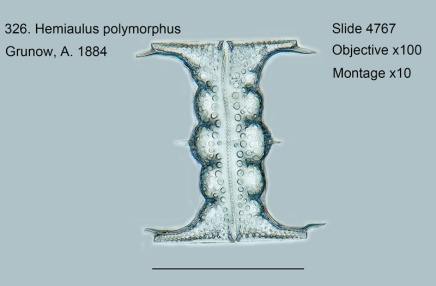 326. Hemiaulus polymorphus
Grunow, A. 1884
Slide 4767
Objective x100
Montage x10